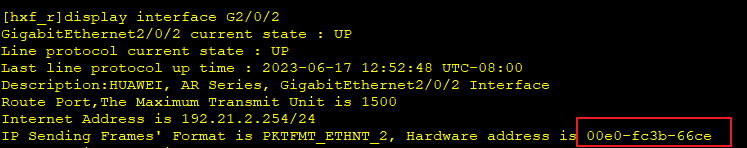 [hxf_r]display interface G2/0/2
GigabitEthernet2/0/2 current state : UP
Line protocol current state : UP
Last line protocol up time : 2023-06-17 12:52:48 UTC-08:00
Description:HUAWEI, AR Series, GigabitEthernet2/0/2 Interface
Route Port,The Maximum Transmit Unit is 1500
Internet Address is 192.21.2.254/24
IP Sending Frames' Format is PKTFMT_ETHNT_2, Hardware address is 00e0-fc3b-66ce